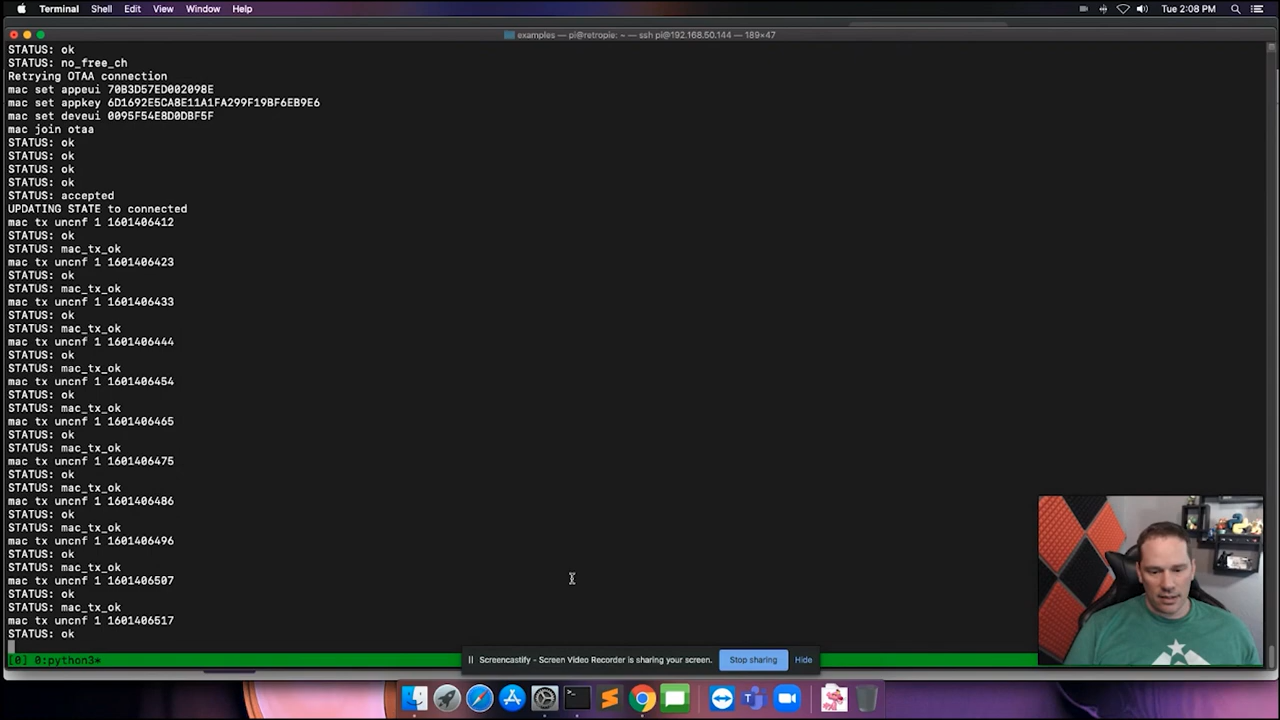 Terminal Shell Edit View Window Help Tue 2:08 PM
examples — pi@retropie: ~ — ssh pi@192.168.50.144 — 189×47
STATUS: ok
STATUS: no_free_ch
Retrying OTAA connection
mac set appeui 70B3D57ED002098E
mac set appkey 6D1692E5CA8E11A1FA299F19BF6EB9E6
mac set deveui 0095F54E8D0DBF5F
mac join otaa
STATUS: ok
STATUS: ok
STATUS: ok
STATUS: ok
STATUS: accepted
UPDATING STATE to connected
mac tx uncnf 1 1601406412
STATUS: ok
STATUS: mac_tx_ok
mac tx uncnf 1 1601406423
STATUS: ok
STATUS: mac_tx_ok
mac tx uncnf 1 1601406433
STATUS: ok
STATUS: mac_tx_ok
mac tx uncnf 1 1601406444
STATUS: ok
STATUS: mac_tx_ok
mac tx uncnf 1 1601406454
STATUS: ok
STATUS: mac_tx_ok
mac tx uncnf 1 1601406465
STATUS: ok
STATUS: mac_tx_ok
mac tx uncnf 1 1601406475
STATUS: ok
STATUS: mac_tx_ok
mac tx uncnf 1 1601406486
STATUS: ok
STATUS: mac_tx_ok
mac tx uncnf 1 1601406496
STATUS: ok
STATUS: mac_tx_ok
mac tx uncnf 1 1601406507
STATUS: ok
STATUS: mac_tx_ok
mac tx uncnf 1 1601406517
STATUS: ok
[0] 0:python3*
Screencastify - Screen Video Recorder is sharing your screen. Stop sharing Hide